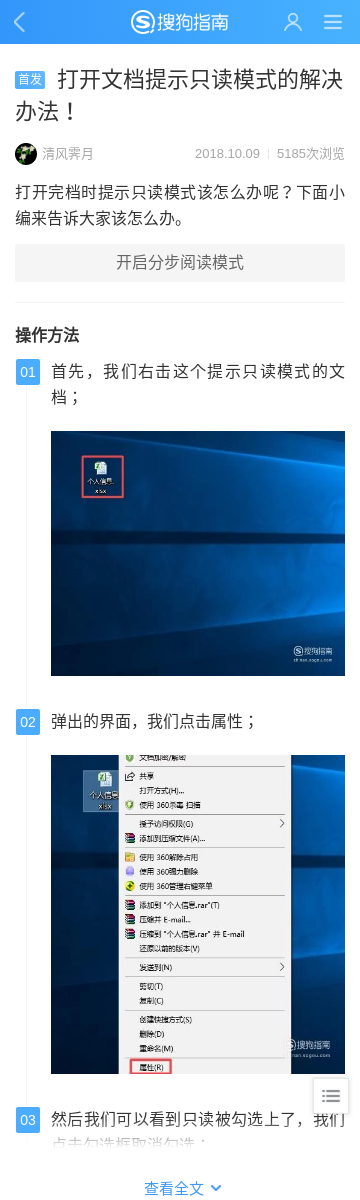 搜狗指南
首发 打开文档提示只读模式的解决
办法！
清风霁月 2018.10.09 5185次浏览
打开完档时提示只读模式该怎么办呢？下面小
编来告诉大家该怎么办。
开启分步阅读模式
操作方法
01 首先，我们右击这个提示只读模式的文
档；
个人信息.
xlsx
搜狗指南
zhinan.sogou.com
02 弹出的界面，我们点击属性；
文档加密/解密
共享
打开方式(H)...
使用 360杀毒 扫描
授予访问权限(G)
添加到压缩文件(A)...
使用 360解除占用
使用 360强力删除
使用 360管理右键菜单
添加到 "个人信息.rar"(T)
压缩并 E-mail...
压缩到 "个人信息.rar" 并 E-mail
还原以前的版本(V)
发送到(N)
剪切(T)
复制(C)
创建快捷方式(S)
删除(D)
重命名(M)
属性(R)
个人信息
xlsx
搜狗指南
zhinan.sogou.com
03 然后我们可以看到只读被勾选上了，我们
点击勾选框取消勾选；
查看全文